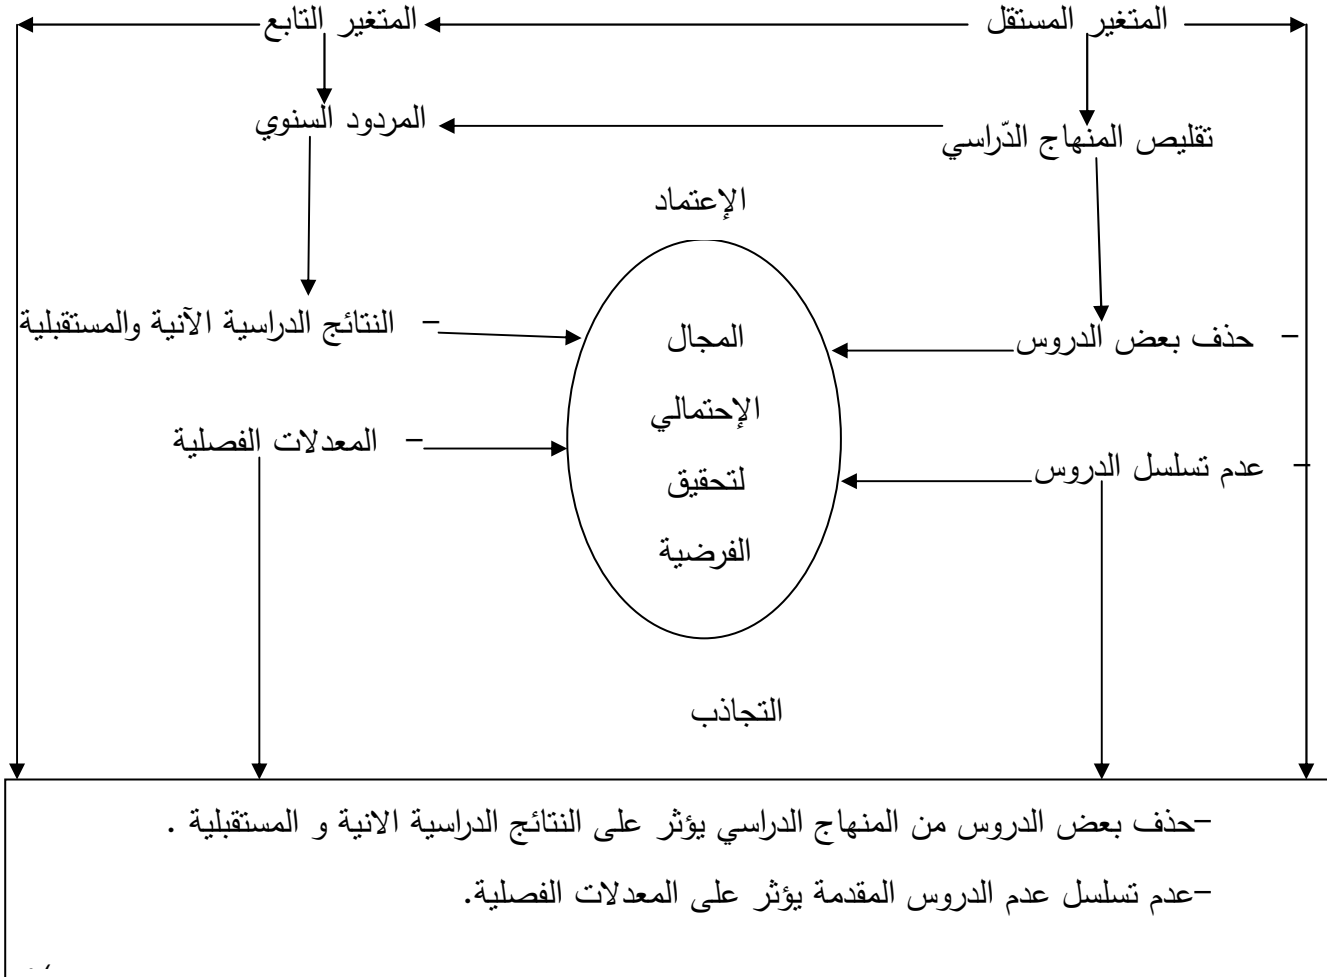 المتغير المستقل
المتغير التابع
تقليص المنهاج الدّراسي
المردود السنوي
الإعتماد
– حذف بعض الدروس
– النتائج الدراسية الآنية والمستقبلية
– عدم تسلسل الدروس
– المعدلات الفصلية
المجال
الإحتمالي
لتحقيق
الفرضية
التجاذب
–حذف بعض الدروس من المنهاج الدراسي يؤثر على النتائج الدراسية الانية و المستقبلية .
–عدم تسلسل عدم الدروس المقدمة يؤثر على المعدلات الفصلية.